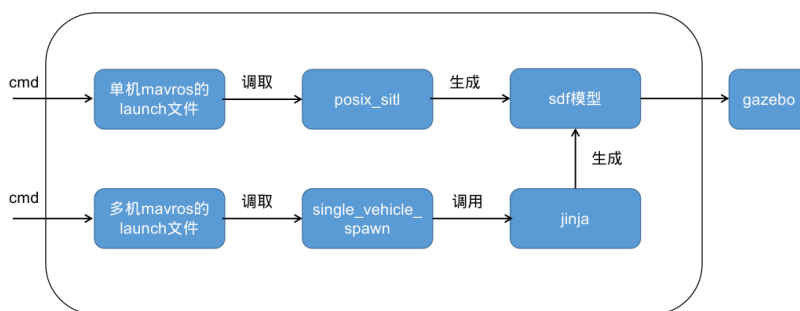 cmd
单机mavros的
launch文件
调取
posix_sitl
生成
sdf模型
gazebo
生成
cmd
多机mavros的
launch文件
调取
single_vehicle_
spawn
调用
jinja